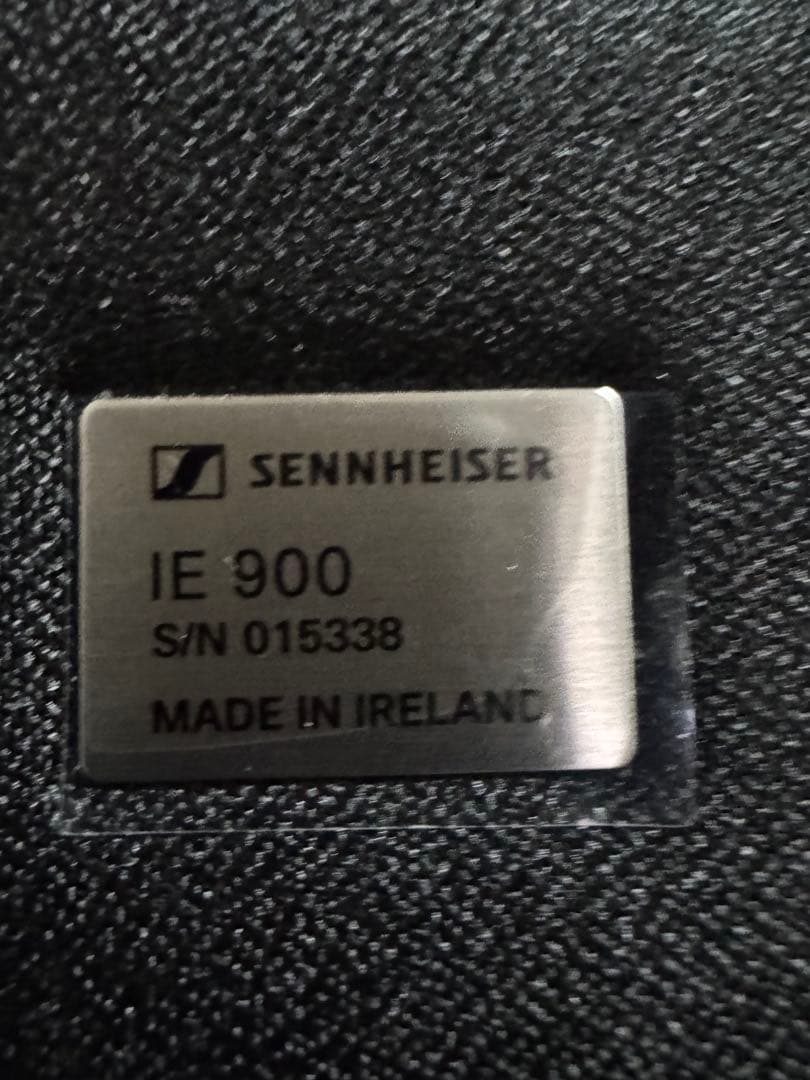 SENNHEISER
IE 900
S/N 015338
MADE IN IRELAND